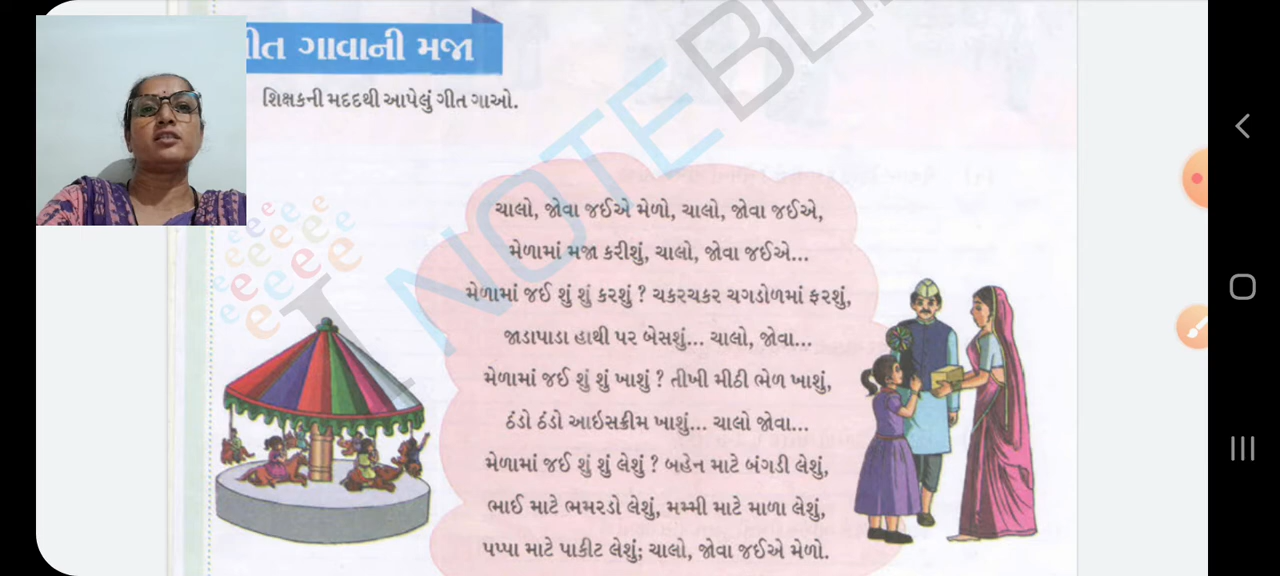 ગીત ગાવાની મજા
શિક્ષકની મદદથી આપેલું ગીત ગાઓ.
ચાલો, જોવા જઈએ મેળો, ચાલો, જોવા જઈએ,
મેળામાં મજા કરીશું, ચાલો, જોવા જઈએ...
મેળામાં જઈ શું શું કરશું ? ચકરચકર ચગડોળમાં ફરશું,
જાડાપાડા હાથી પર બેસશું... ચાલો, જોવા...
મેળામાં જઈ શું શું ખાશું ? તીખી મીઠી ભેળ ખાશું,
ઠંડો ઠંડો આઇસક્રીમ ખાશું... ચાલો જોવા...
મેળામાં જઈ શું શું લેશું ? બહેન માટે બંગડી લેશું,
ભાઈ માટે ભમરડો લેશું, મમ્મી માટે માળા લેશું,
પપ્પા માટે પાકીટ લેશું; ચાલો, જોવા જઈએ મેળો.
I NOTE